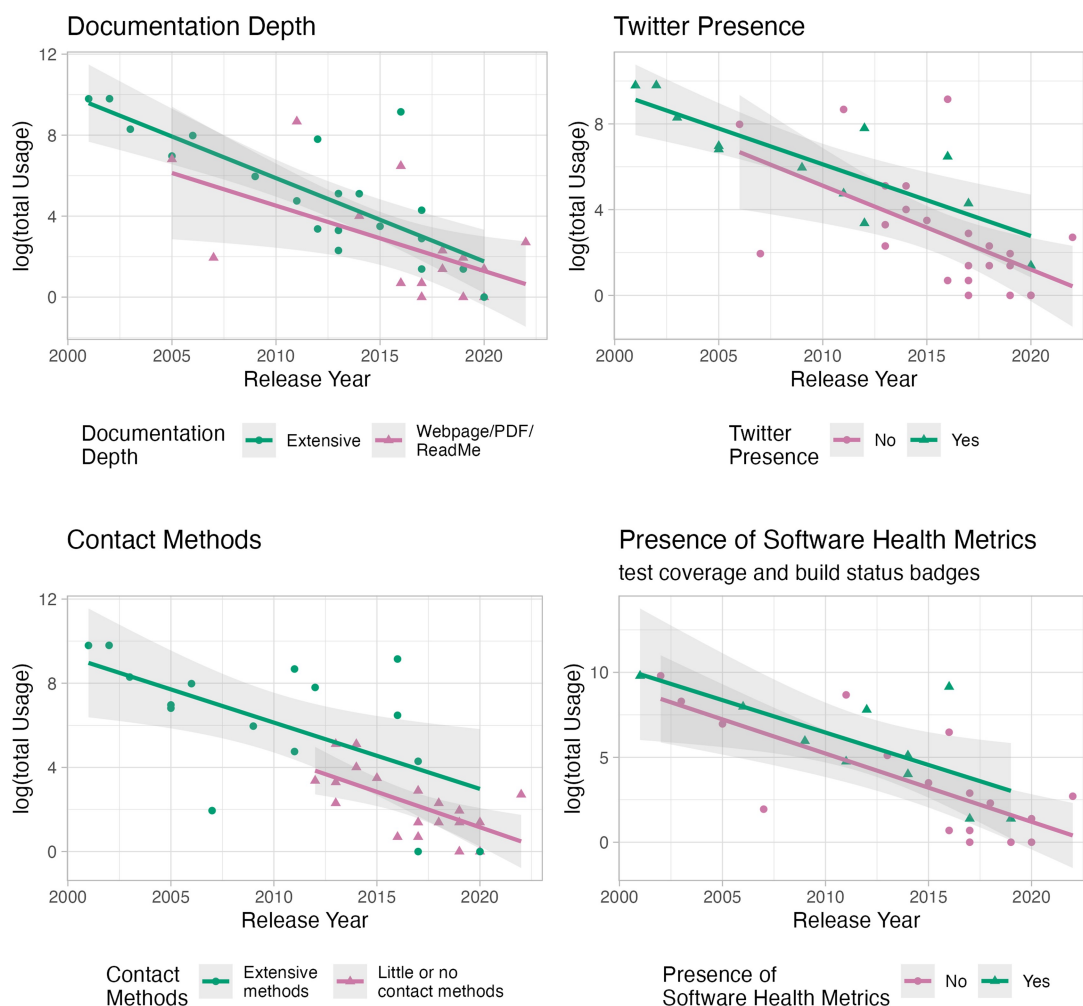 Documentation Depth
12
8
4
0
log(total Usage)
2000 2005 2010 2015 2020
Release Year
Documentation
Depth
Extensive
Webpage/PDF/
ReadMe
Twitter Presence
8
4
0
log(total Usage)
2000 2005 2010 2015 2020
Release Year
Twitter
Presence
No
Yes
Contact Methods
12
8
4
0
log(total Usage)
2000 2005 2010 2015 2020
Release Year
Contact
Methods
Extensive
methods
Little or no
contact methods
Presence of Software Health Metrics
test coverage and build status badges
10
5
0
log(total Usage)
2000 2005 2010 2015 2020
Release Year
Presence of
Software Health Metrics
No
Yes